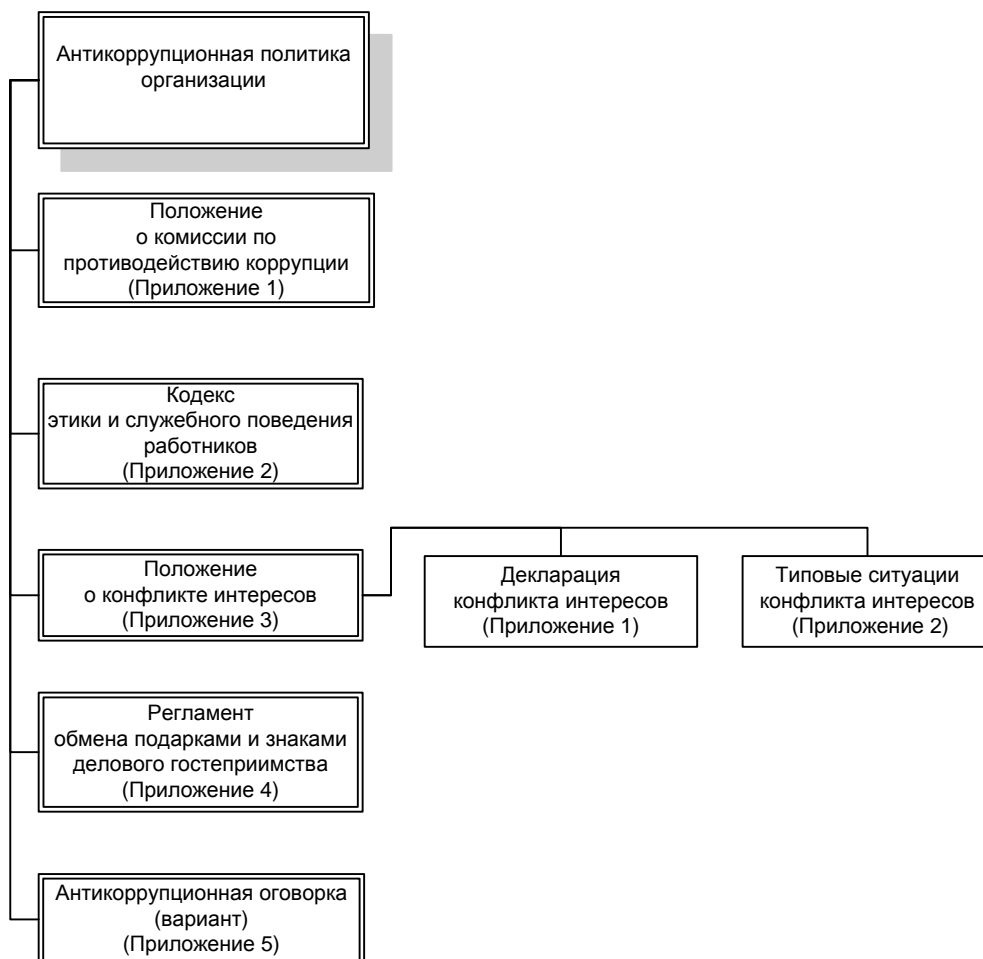 Антикоррупционная политика
организации
Положение
о комиссии по
противодействию коррупции
(Приложение 1)
Кодекс
этики и служебного поведения
работников
(Приложение 2)
Положение
о конфликте интересов
(Приложение 3)
Декларация
конфликта интересов
(Приложение 1)
Типовые ситуации
конфликта интересов
(Приложение 2)
Регламент
обмена подарками и знаками
делового гостеприимства
(Приложение 4)
Антикоррупционная оговорка
(вариант)
(Приложение 5)